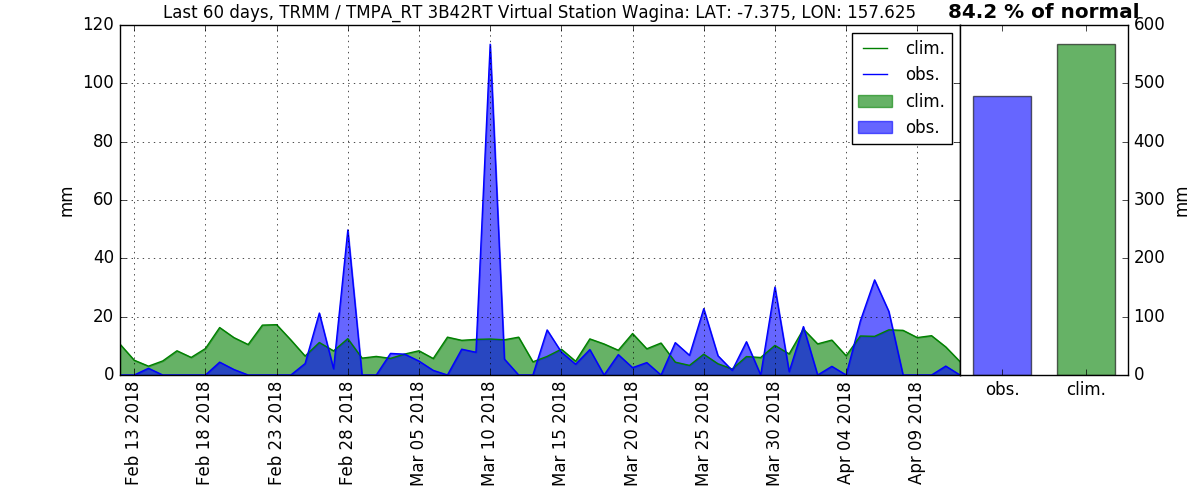 Last 60 days, TRMM / TMPA_RT 3B42RT Virtual Station Wagina: LAT: -7.375, LON: 157.625
84.2 % of normal
120
100
80
60
40
20
0
mm
clim.
obs.
clim.
obs.
600
500
400
300
200
100
0
mm
obs.
clim.
Feb 13 2018
Feb 18 2018
Feb 23 2018
Feb 28 2018
Mar 05 2018
Mar 10 2018
Mar 15 2018
Mar 20 2018
Mar 25 2018
Mar 30 2018
Apr 04 2018
Apr 09 2018